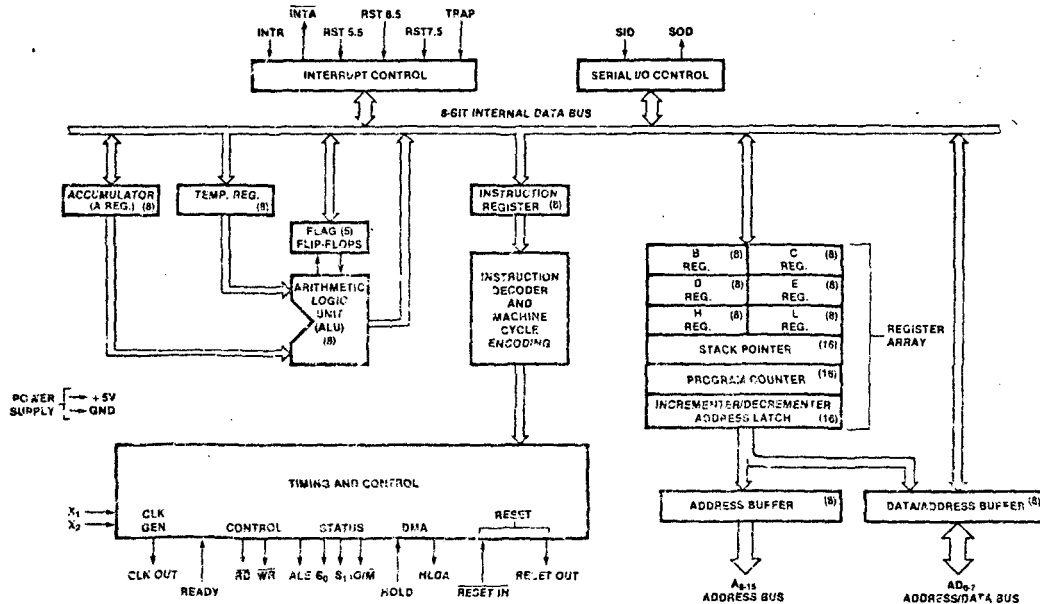 INTR
INTA
RST 5.5
RST 6.5
RST7.5
TRAP
INTERRUPT CONTROL
SID
SOD
SERIAL I/O CONTROL
8-BIT INTERNAL DATA BUS
ACCUMULATOR
(A REG.) (8)
TEMP. REG.
(8)
FLAG (5)
FLIP-FLOPS
ARITHMETIC
LOGIC
UNIT
(ALU)
(8)
INSTRUCTION
REGISTER (8)
INSTRUCTION
DECODER
AND
MACHINE
CYCLE
ENCODING
B (8)
REG.
C (8)
REG.
D (8)
REG.
E (8)
REG.
H (8)
REG.
L (8)
REG.
STACK POINTER (16)
PROGRAM COUNTER (16)
INCREMENTER/DECREMENTER
ADDRESS LATCH (16)
REGISTER
ARRAY
POWER
SUPPLY
+5V
GND
TIMING AND CONTROL
X1
X2
CLK
GEN
CONTROL
STATUS
DMA
RESET
CLK OUT
READY
RD
WR
ALE
S0
S1
IO/M
HOLD
HLDA
RESET IN
RESET OUT
ADDRESS BUFFER (8)
DATA/ADDRESS BUFFER (8)
A8-15
ADDRESS BUS
AD0-7
ADDRESS/DATA BUS